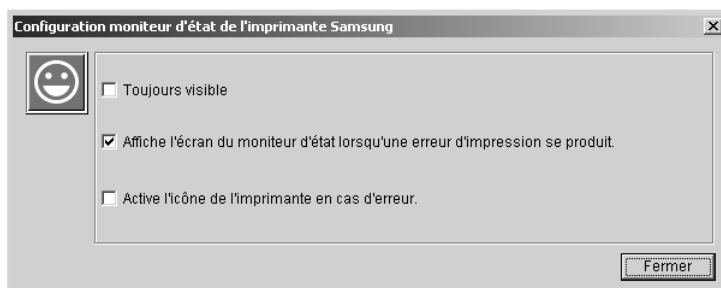 Configuration moniteur d'état de l'imprimante Samsung
Toujours visible
Affiche l'écran du moniteur d'état lorsqu'une erreur d'impression se produit.
Active l'icône de l'imprimante en cas d'erreur.
Fermer